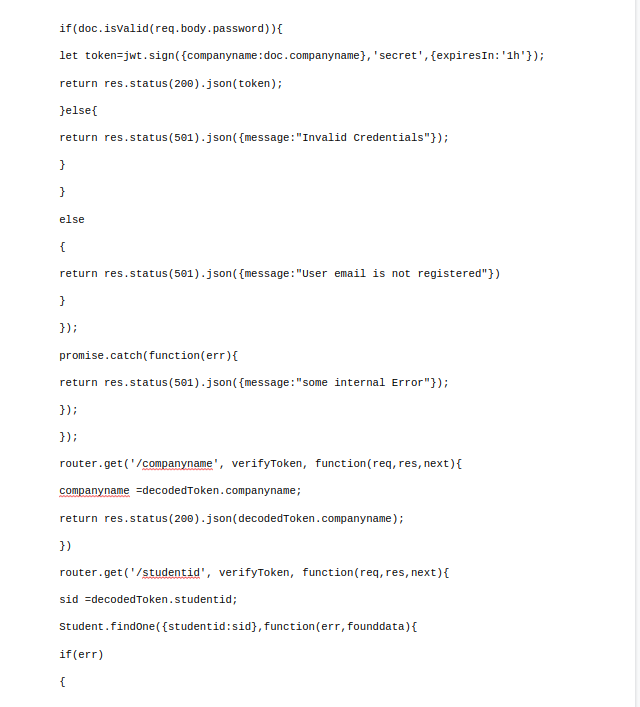 if(doc.isValid(req.body.password)){
let token=jwt.sign({companyname:doc.companyname},'secret',{expiresIn:'1h'});
return res.status(200).json(token);
}else{
return res.status(501).json({message:"Invalid Credentials"});
}
}
else
{
return res.status(501).json({message:"User email is not registered"})
}
});
promise.catch(function(err){
return res.status(501).json({message:"some internal Error"});
});
});
router.get('/companyname', verifyToken, function(req,res,next){
companyname =decodedToken.companyname;
return res.status(200).json(decodedToken.companyname);
})
router.get('/studentid', verifyToken, function(req,res,next){
sid =decodedToken.studentid;
Student.findOne({studentid:sid},function(err,founddata){
if(err)
{